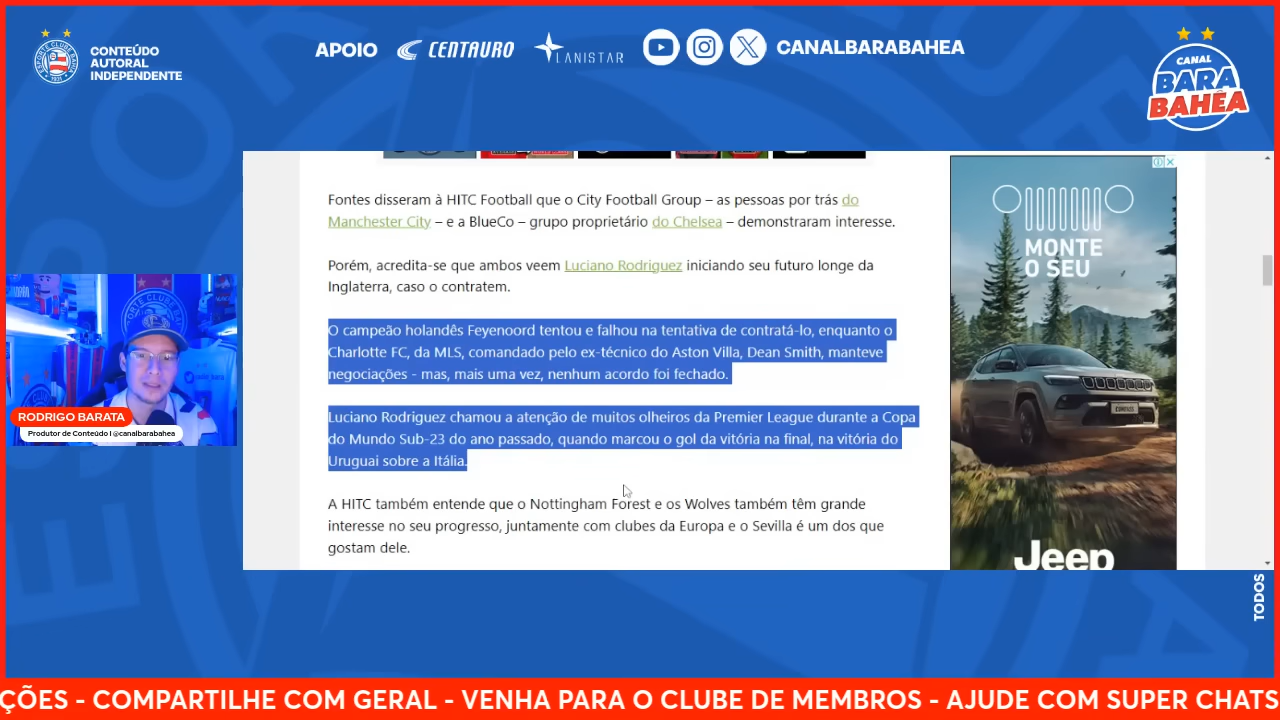 CONTEÚDO
AUTORAL
INDEPENDENTE
APOIO
CENTAURO
LANISTAR
CANALBARABAHEA
CANAL
BARA
BAHÊA
Fontes disseram à HITC Football que o City Football Group – as pessoas por trás do
Manchester City – e a BlueCo – grupo proprietário do Chelsea – demonstraram interesse.
Porém, acredita-se que ambos veem Luciano Rodriguez iniciando seu futuro longe da
Inglaterra, caso o contratem.
O campeão holandês Feyenoord tentou e falhou na tentativa de contratá-lo, enquanto o
Charlotte FC, da MLS, comandado pelo ex-técnico do Aston Villa, Dean Smith, manteve
negociações - mas, mais uma vez, nenhum acordo foi fechado.
Luciano Rodriguez chamou a atenção de muitos olheiros da Premier League durante a Copa
do Mundo Sub-23 do ano passado, quando marcou o gol da vitória na final, na vitória do
Uruguai sobre a Itália.
A HITC também entende que o Nottingham Forest e os Wolves também têm grande
interesse no seu progresso, juntamente com clubes da Europa e o Sevilla é um dos que
gostam dele.
MONTE
O SEU
Jeep
RODRIGO BARATA
Produtor de Conteúdo | @canalbarabahea
TODOS
ÇÕES - COMPARTILHE COM GERAL - VENHA PARA O CLUBE DE MEMBROS - AJUDE COM SUPER CHATS